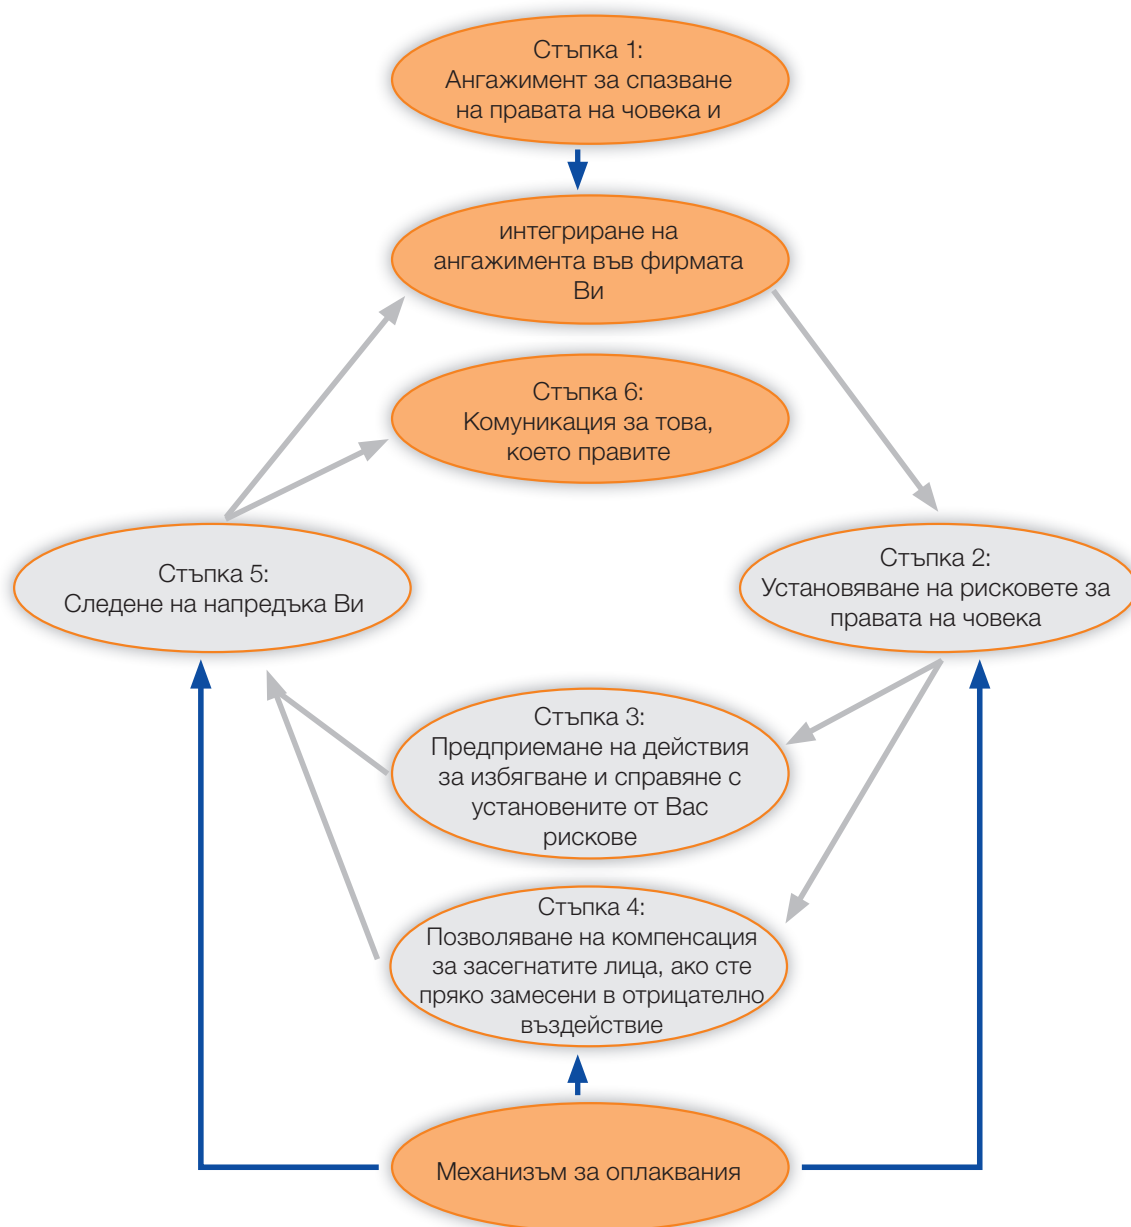 Стъпка 1:
Ангажимент за спазване
на правата на човека и
интегриране на
ангажимента във фирмата
Ви
Стъпка 6:
Комуникация за това,
което правите
Стъпка 5:
Следене на напредъка Ви
Стъпка 2:
Установяване на рисковете за
правата на човека
Стъпка 3:
Предприемане на действия
за избягване и справяне с
установените от Вас
рискове
Стъпка 4:
Позволяване на компенсация
за засегнатите лица, ако сте
пряко замесени в отрицателно
въздействие
Механизъм за оплаквания